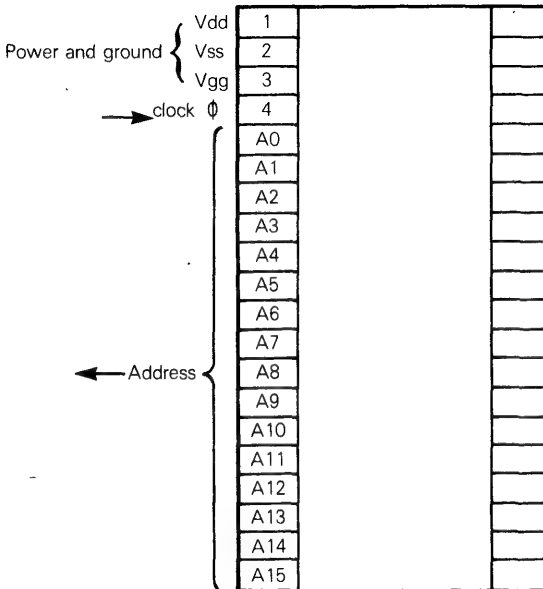 Vdd 1
Power and ground Vss 2
Vgg 3
clock ϕ 4
A0
A1
A2
A3
A4
A5
A6
A7
Address A8
A9
A10
A11
A12
A13
A14
A15